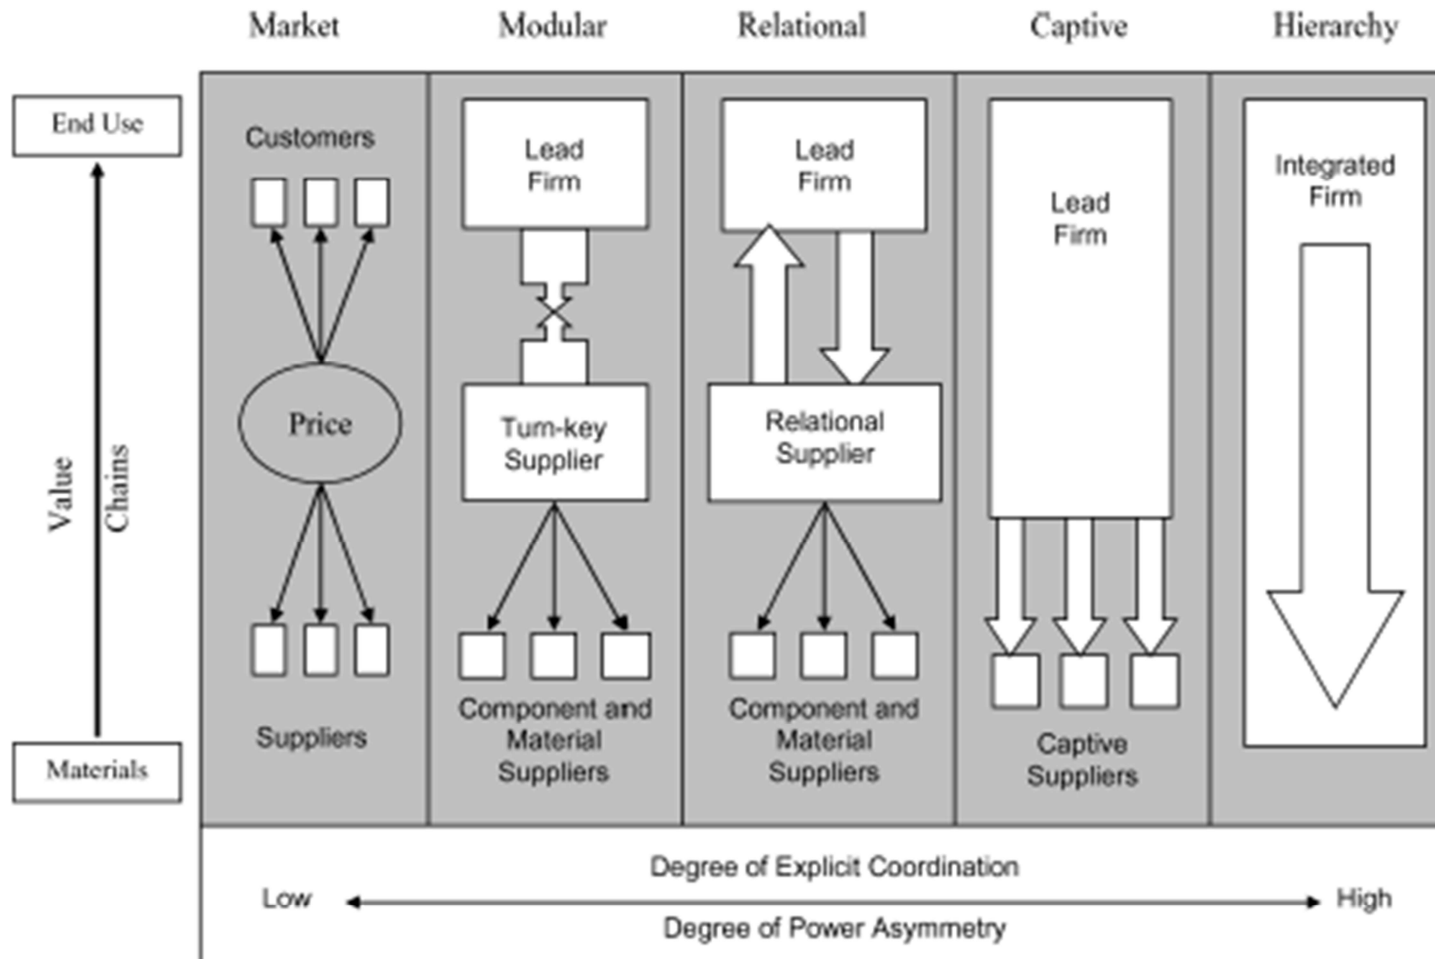 Market
Modular
Relational
Captive
Hierarchy
End Use
Value
Chains
Materials
Customers
Price
Suppliers
Lead
Firm
Turn-key
Supplier
Component and
Material
Suppliers
Lead
Firm
Relational
Supplier
Component and
Material
Suppliers
Lead
Firm
Captive
Suppliers
Integrated
Firm
Degree of Explicit Coordination
Low
High
Degree of Power Asymmetry